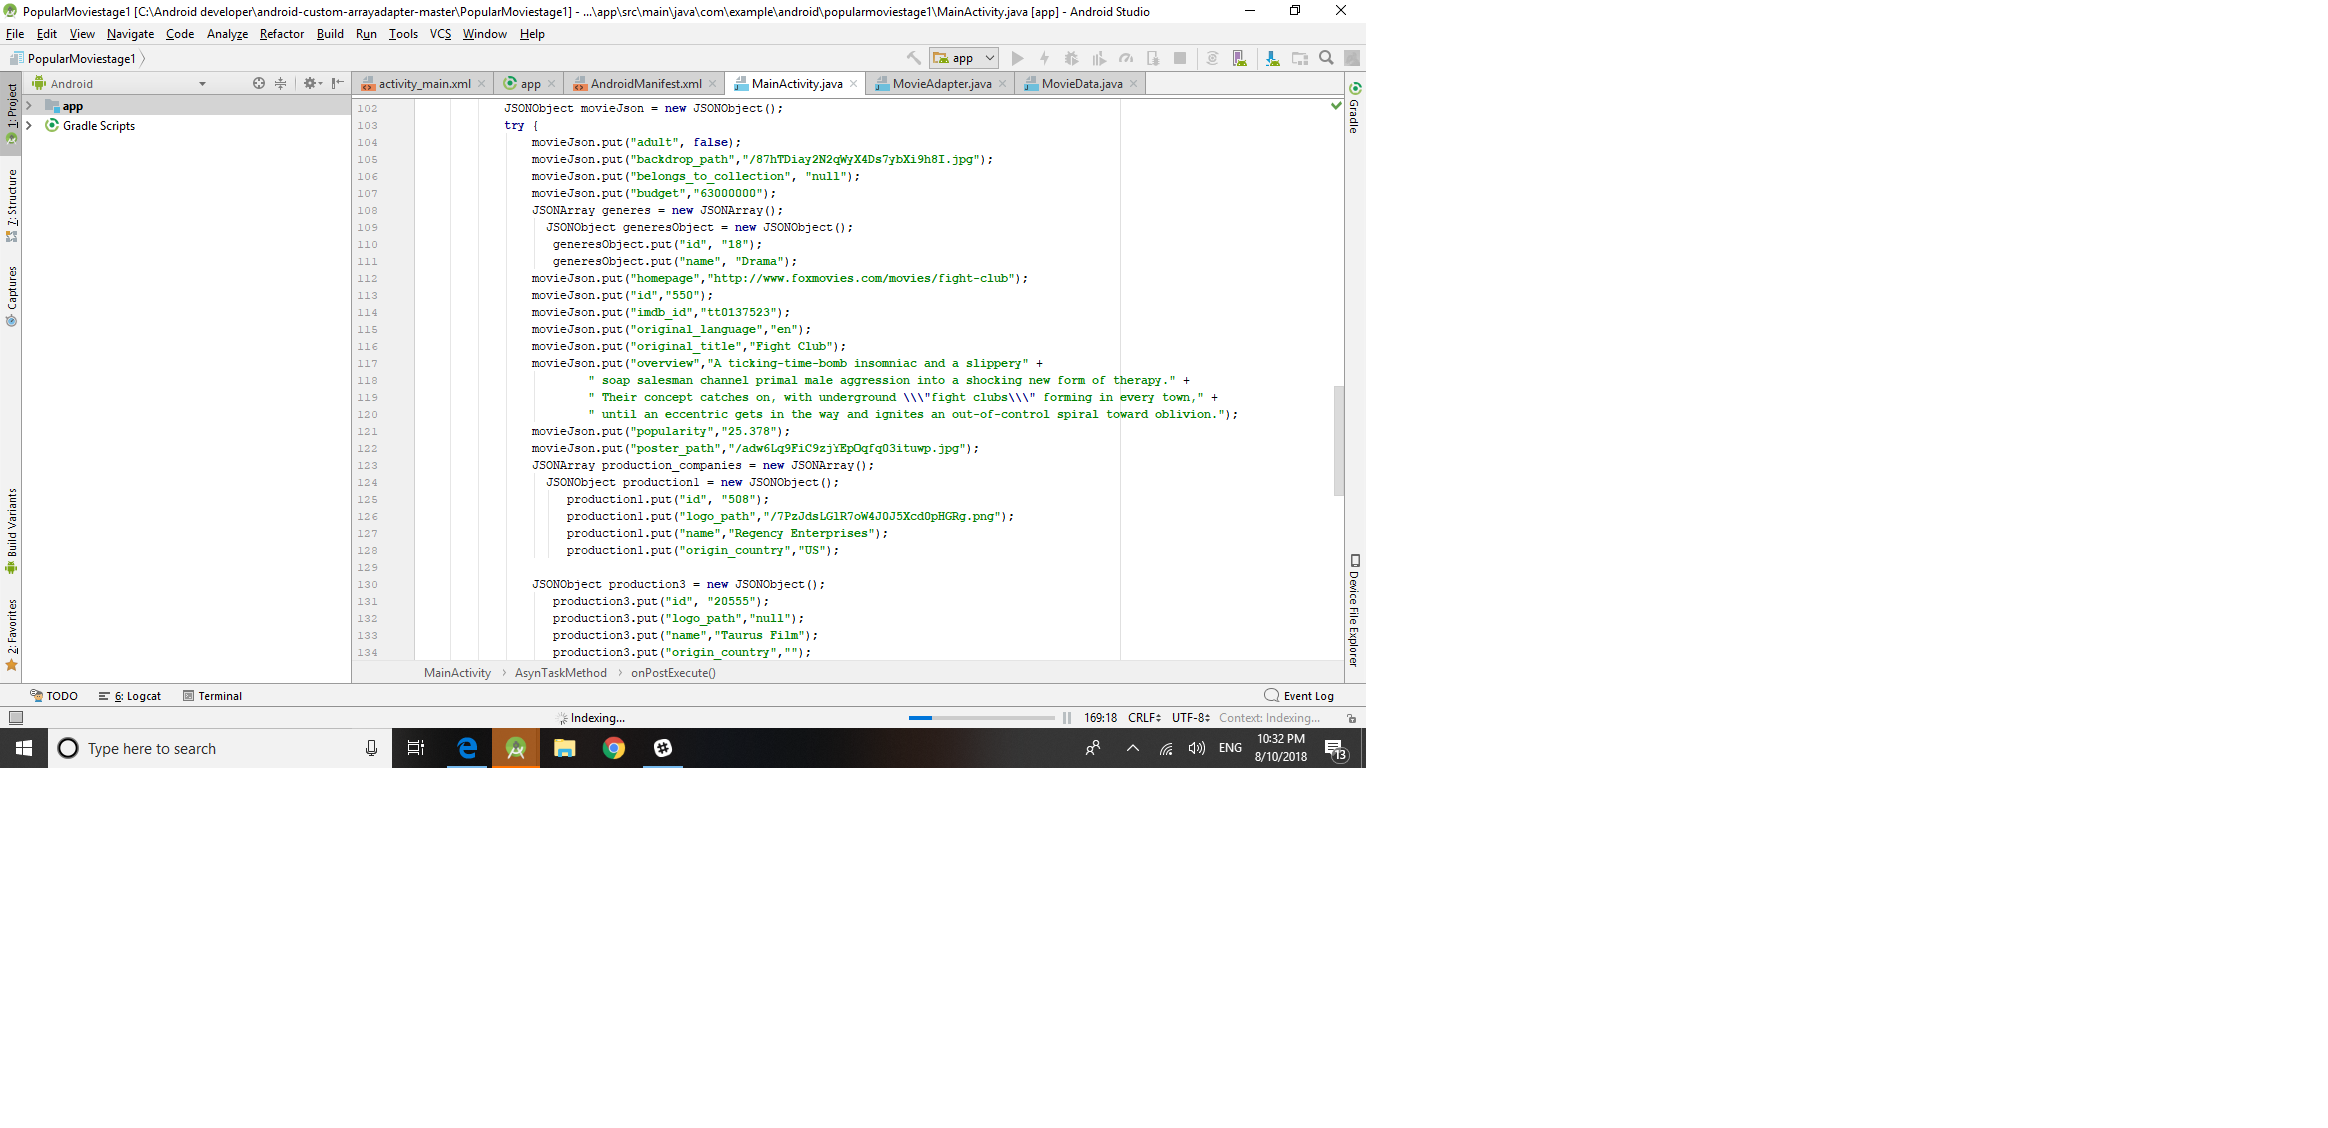 PopularMoviestage1 [C:\Android developer\android-custom-arrayadapter-master\PopularMoviestage1] - ...\app\src\main\java\com\example\android\popularmoviestage1\MainActivity.java [app] - Android Studio
File Edit View Navigate Code Analyze Refactor Build Run Tools VCS Window Help
PopularMoviestage1
app
Android
activity_main.xml app AndroidManifest.xml MainActivity.java MovieAdapter.java MovieData.java
app
Gradle Scripts
1: Project
7: Structure
Captures
Build Variants
2: Favorites
102 JSONObject movieJson = new JSONObject();
103 try {
104 movieJson.put("adult", false);
105 movieJson.put("backdrop_path","/87hTDiay2N2qWyX4Ds7ybXi9h8I.jpg");
106 movieJson.put("belongs_to_collection", "null");
107 movieJson.put("budget","63000000");
108 JSONArray generes = new JSONArray();
109 JSONObject generesObject = new JSONObject();
110 generesObject.put("id", "18");
111 generesObject.put("name", "Drama");
112 movieJson.put("homepage","http://www.foxmovies.com/movies/fight-club");
113 movieJson.put("id","550");
114 movieJson.put("imdb_id","tt0137523");
115 movieJson.put("original_language","en");
116 movieJson.put("original_title","Fight Club");
117 movieJson.put("overview","A ticking-time-bomb insomniac and a slippery" +
118 " soap salesman channel primal male aggression into a shocking new form of therapy." +
119 " Their concept catches on, with underground \\\"fight clubs\\\" forming in every town," +
120 " until an eccentric gets in the way and ignites an out-of-control spiral toward oblivion.");
121 movieJson.put("popularity","25.378");
122 movieJson.put("poster_path","/adw6Lq9FiC9zjYEpOqfq03ituwp.jpg");
123 JSONArray production_companies = new JSONArray();
124 JSONObject production1 = new JSONObject();
125 production1.put("id", "508");
126 production1.put("logo_path","/7PzJdsLGlR7oW4J0J5Xcd0pHGRg.png");
127 production1.put("name","Regency Enterprises");
128 production1.put("origin_country","US");
129
130 JSONObject production3 = new JSONObject();
131 production3.put("id", "20555");
132 production3.put("logo_path","null");
133 production3.put("name","Taurus Film");
134 production3.put("origin_country","");
Gradle
Device File Explorer
MainActivity AsynTaskMethod onPostExecute()
TODO 6: Logcat Terminal Event Log
Indexing... 169:18 CRLF UTF-8 Context: Indexing...
Type here to search
ENG
10:32 PM
8/10/2018
13